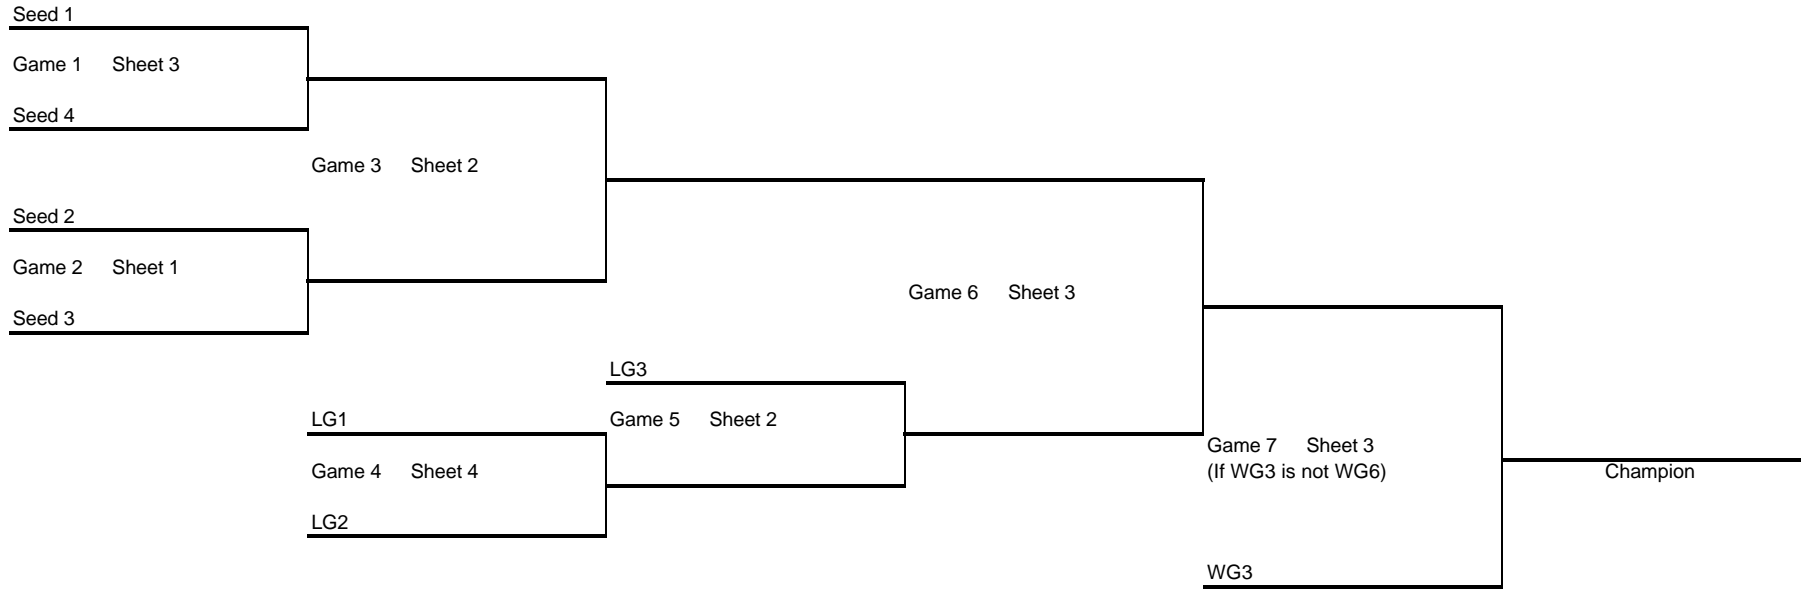 Seed 1
Game 1 Sheet 3
Seed 4
Game 3 Sheet 2
Seed 2
Game 2 Sheet 1
Game 6 Sheet 3
Seed 3
LG3
LG1
Game 5 Sheet 2
Game 7 Sheet 3
(If WG3 is not WG6)
Game 4 Sheet 4
Champion
LG2
WG3